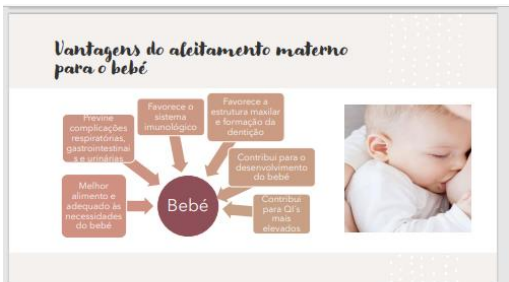 Vantagens do aleitamento materno
para o bebé
Previne
complicações
respiratórias,
gastrointestinai
s e urinárias
Favorece o
sistema
imunológico
Favorece a
estrutura maxilar
e formação da
dentição
Contribui para o
desenvolvimento
do bebé
Melhor
alimento e
adequado às
necessidades
do bebé
Bebé
Contribui
para QI´s
mais
elevados